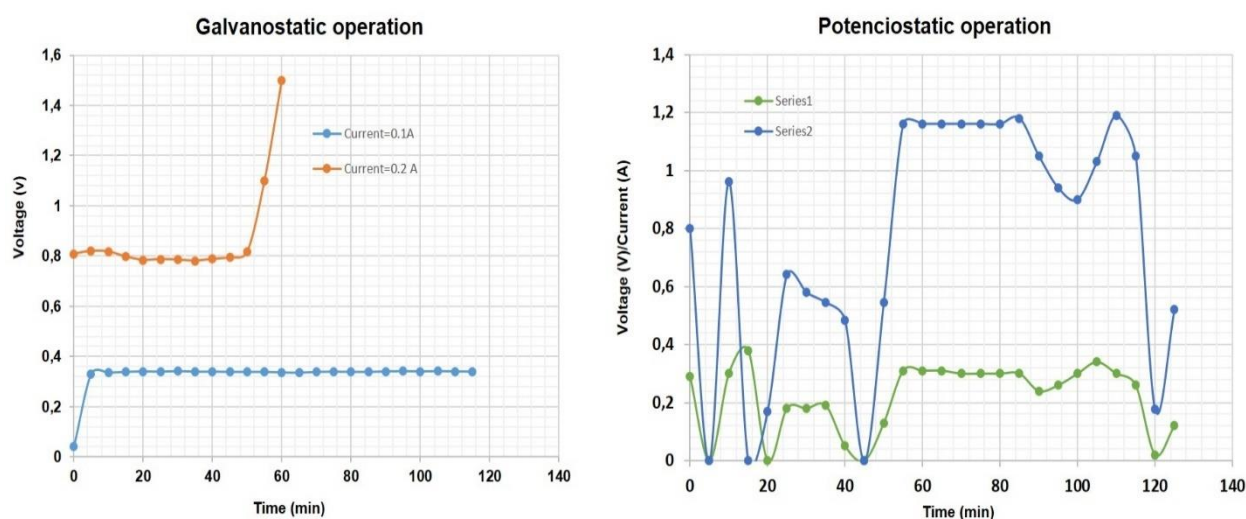 Galvanostatic operation
Voltage (v)
1,6
1,4
1,2
1
0,8
0,6
0,4
0,2
0
Current=0.1A
Current=0.2 A
0 20 40 60 80 100 120 140
Time (min)
Potenciostatic operation
Voltage (V)/Current (A)
1,4
1,2
1
0,8
0,6
0,4
0,2
0
Series1
Series2
0 20 40 60 80 100 120 140
Time (min)